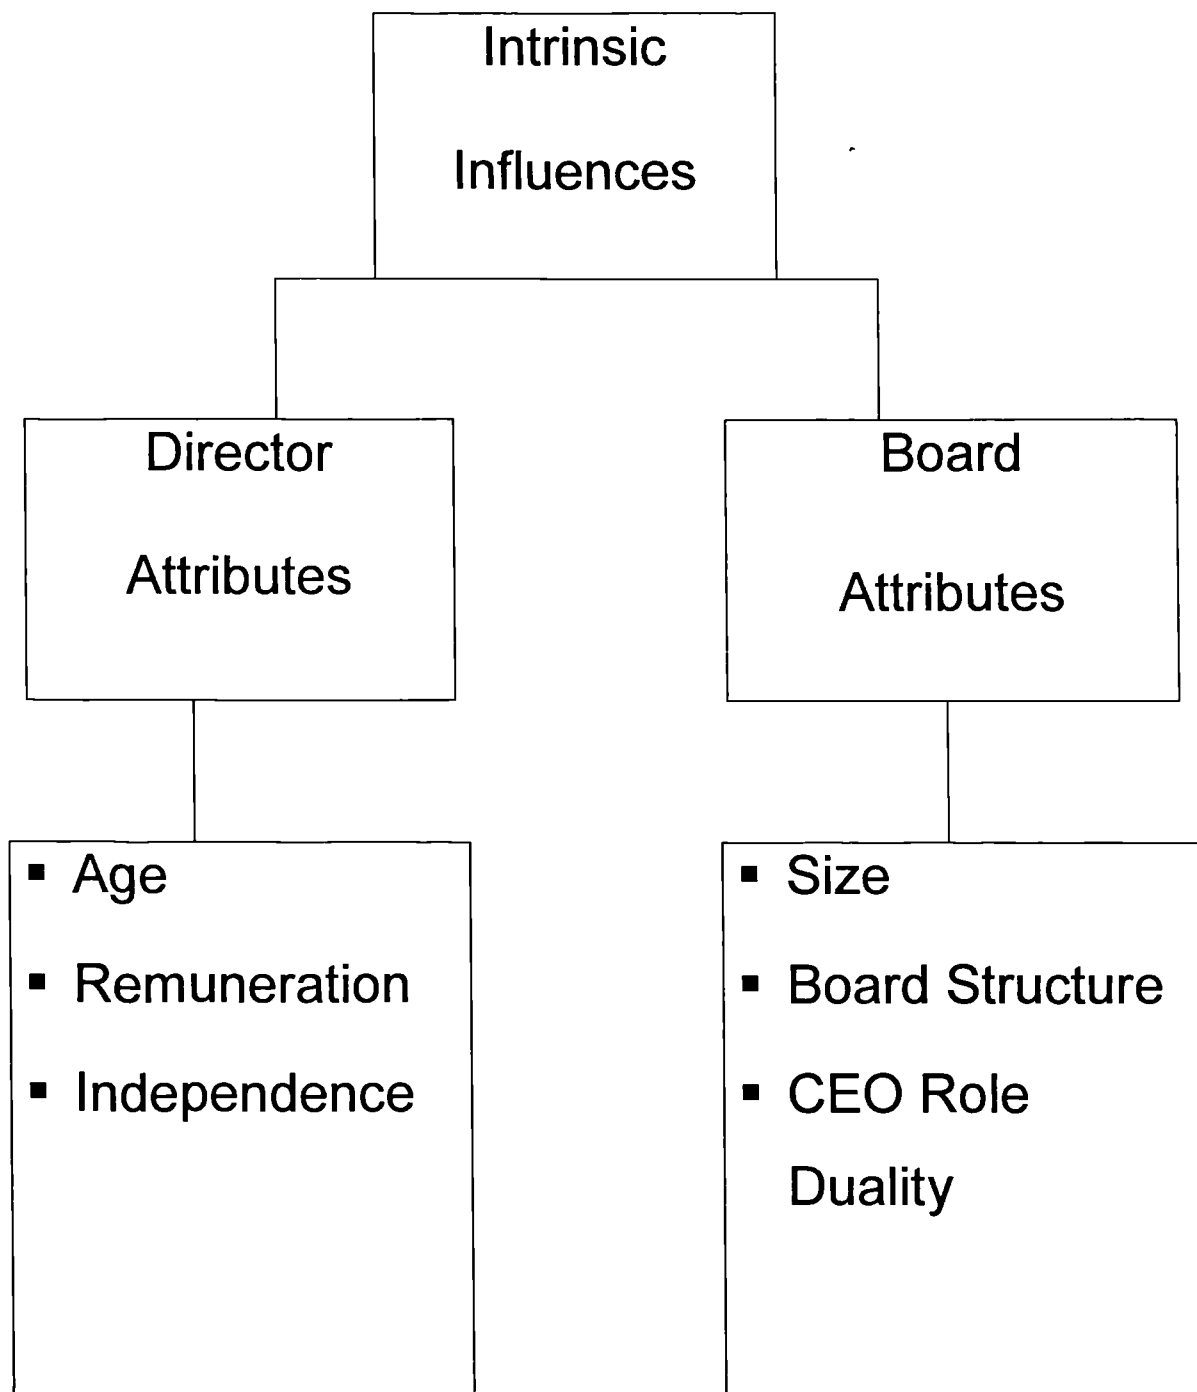 Intrinsic
Influences
Director
Attributes
Board
Attributes
▪ Age
▪ Remuneration
▪ Independence
▪ Size
▪ Board Structure
▪ CEO Role
Duality